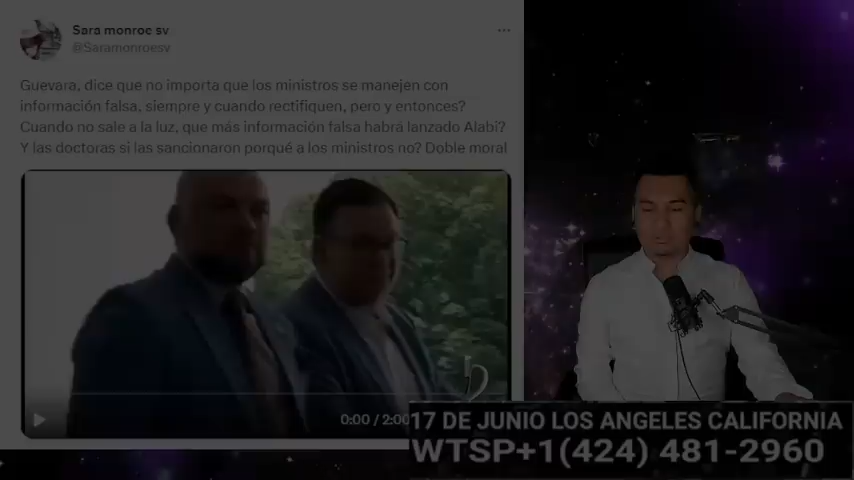 Sara monroe sv
@Saramonroesv
Guevara, dice que no importa que los ministros se manejen con
información falsa, siempre y cuando rectifiquen, pero y entonces?
Cuando no sale a la luz, que más información falsa habrá lanzado Alabi?
Y las doctoras si las sancionaron porqué a los ministros no? Doble moral
0:00 / 2:00
17 DE JUNIO LOS ANGELES CALIFORNIA
WTSP+1(424) 481-2960